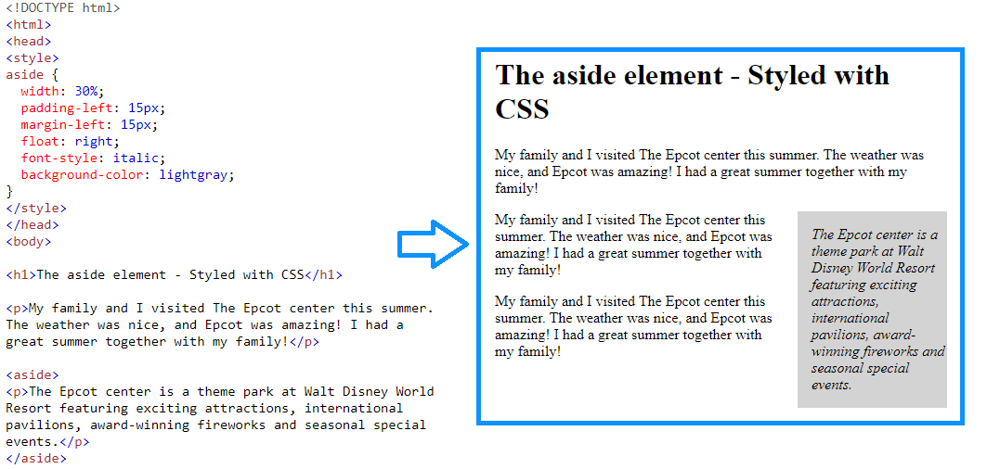 <!DOCTYPE html>
<html>
<head>
<style>
aside {
  width: 30%;
  padding-left: 15px;
  margin-left: 15px;
  float: right;
  font-style: italic;
  background-color: lightgray;
}
</style>
</head>
<body>
<h1>The aside element - Styled with CSS</h1>
<p>My family and I visited The Epcot center this summer.
The weather was nice, and Epcot was amazing! I had a
great summer together with my family!</p>
<aside>
<p>The Epcot center is a theme park at Walt Disney World
Resort featuring exciting attractions, international
pavilions, award-winning fireworks and seasonal special
events.</p>
</aside>
The aside element - Styled with
CSS
My family and I visited The Epcot center this summer. The weather was
nice, and Epcot was amazing! I had a great summer together with my
family!
My family and I visited The Epcot center this
summer. The weather was nice, and Epcot was
amazing! I had a great summer together with
my family!
My family and I visited The Epcot center this
summer. The weather was nice, and Epcot was
amazing! I had a great summer together with
my family!
The Epcot center is a
theme park at Walt
Disney World Resort
featuring exciting
attractions,
international
pavilions, award-
winning fireworks and
seasonal special
events.